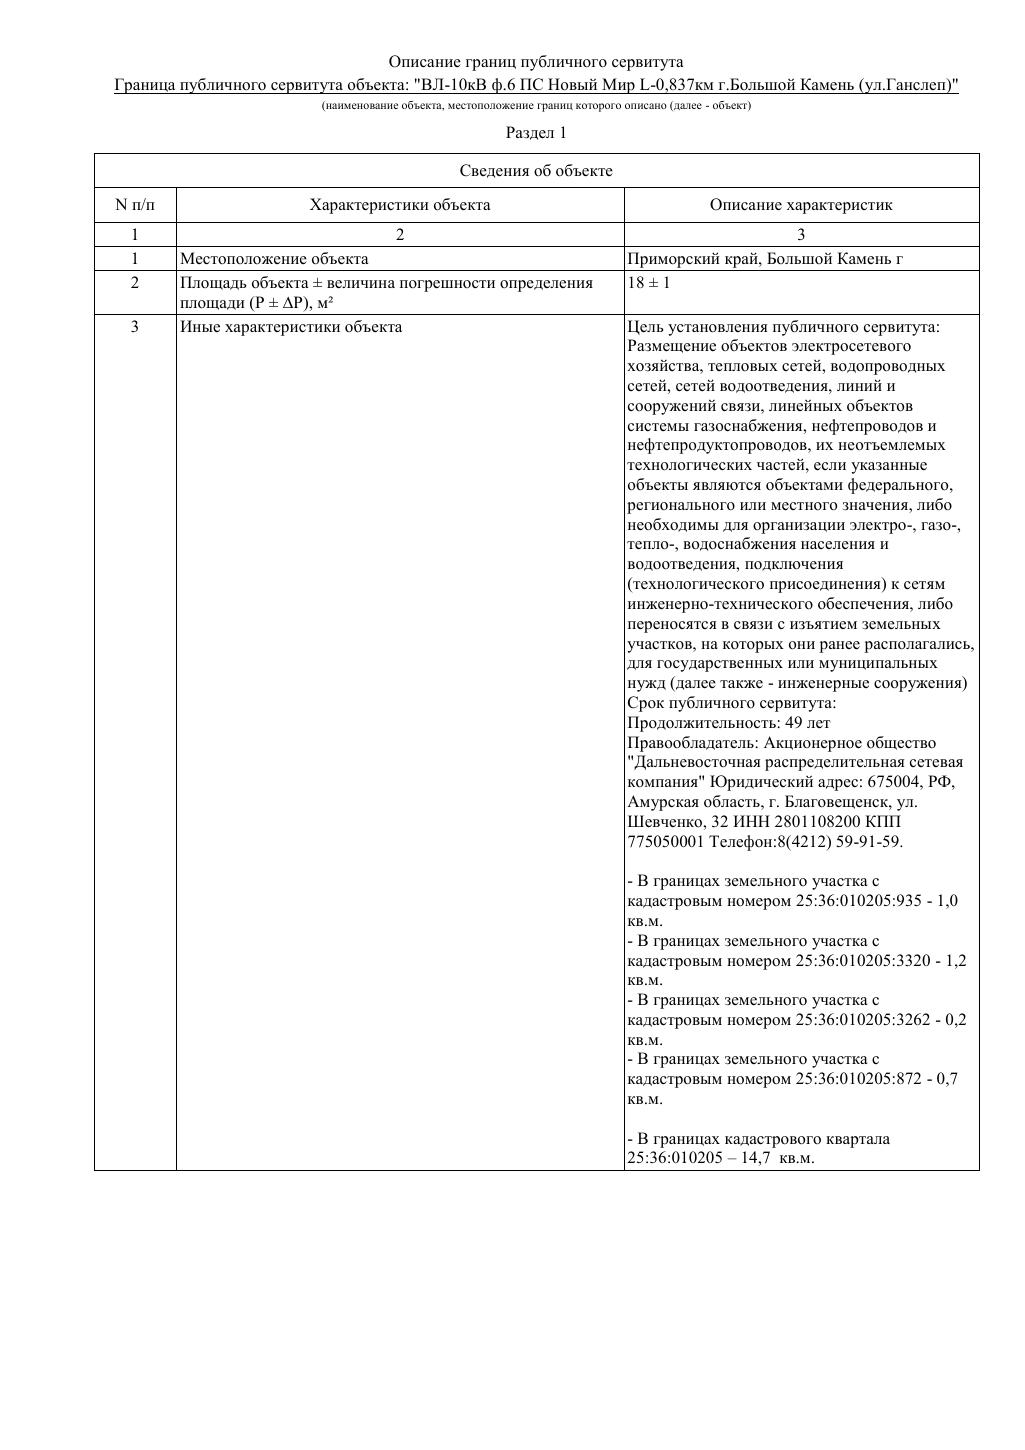 Описание границ публичного сервитута
Граница публичного сервитута объекта: "ВЛ-10кВ ф.6 ПС Новый Мир L-0,837км г.Большой Камень (ул.Ганслеп)"
(наименование объекта, местоположение границ которого описано (далее - объект)
Раздел 1
Сведения об объекте
N п/п Характеристики объекта Описание характеристик
1 2 3
1 Местоположение объекта Приморский край, Большой Камень г
2 Площадь объекта ± величина погрешности определения 18 ± 1
площади (P ± ∆P), м²
3 Иные характеристики объекта Цель установления публичного сервитута:
Размещение объектов электросетевого
хозяйства, тепловых сетей, водопроводных
сетей, сетей водоотведения, линий и
сооружений связи, линейных объектов
системы газоснабжения, нефтепроводов и
нефтепродуктопроводов, их неотъемлемых
технологических частей, если указанные
объекты являются объектами федерального,
регионального или местного значения, либо
необходимы для организации электро-, газо-,
тепло-, водоснабжения населения и
водоотведения, подключения
(технологического присоединения) к сетям
инженерно-технического обеспечения, либо
переносятся в связи с изъятием земельных
участков, на которых они ранее располагались,
для государственных или муниципальных
нужд (далее также - инженерные сооружения)
Срок публичного сервитута:
Продолжительность: 49 лет
Правообладатель: Акционерное общество
"Дальневосточная распределительная сетевая
компания" Юридический адрес: 675004, РФ,
Амурская область, г. Благовещенск, ул.
Шевченко, 32 ИНН 2801108200 КПП
775050001 Телефон:8(4212) 59-91-59.
- В границах земельного участка с
кадастровым номером 25:36:010205:935 - 1,0
кв.м.
- В границах земельного участка с
кадастровым номером 25:36:010205:3320 - 1,2
кв.м.
- В границах земельного участка с
кадастровым номером 25:36:010205:3262 - 0,2
кв.м.
- В границах земельного участка с
кадастровым номером 25:36:010205:872 - 0,7
кв.м.
- В границах кадастрового квартала
25:36:010205 – 14,7 кв.м.